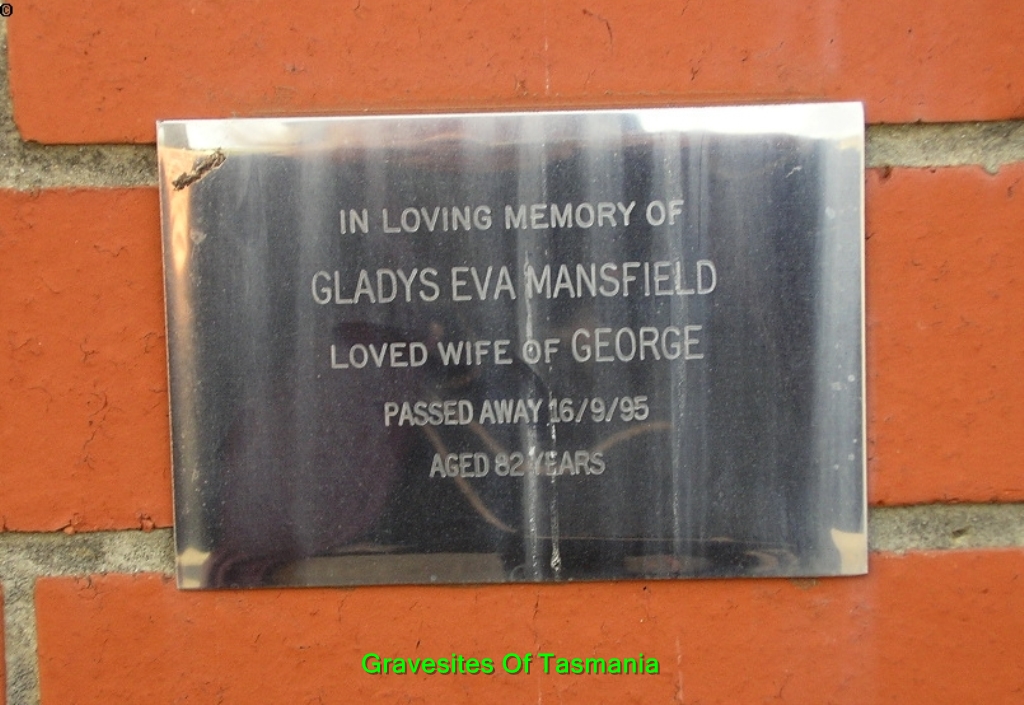 ©
IN LOVING MEMORY OF
GLADYS EVA MANSFIELD
LOVED WIFE OF GEORGE
PASSED AWAY 16/9/95
AGED 82 YEARS
Gravesites Of Tasmania